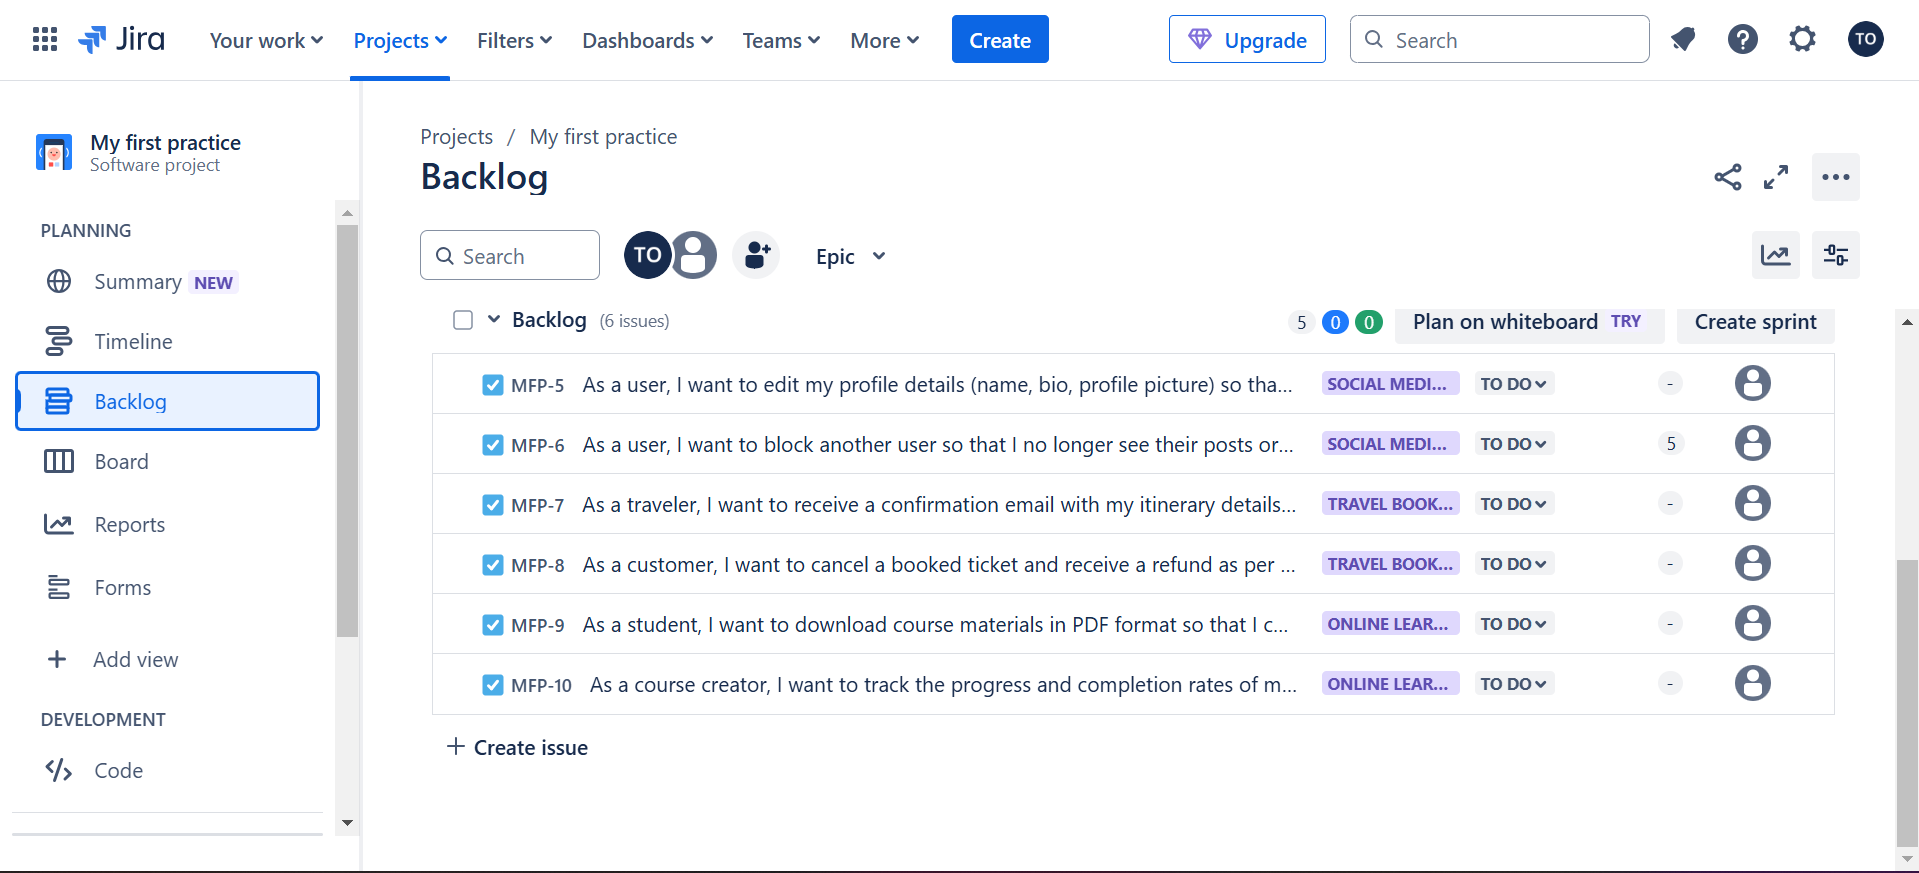 Jira
Your work
Projects
Filters
Dashboards
Teams
More
Create
Upgrade
Search
TO
My first practice
Software project
PLANNING
Summary NEW
Timeline
Backlog
Board
Reports
Forms
Add view
DEVELOPMENT
Code
Projects / My first practice
Backlog
Search
TO
Epic
Backlog (6 issues)
5 0 0
Plan on whiteboard TRY
Create sprint
MFP-5 As a user, I want to edit my profile details (name, bio, profile picture) so tha... SOCIAL MEDI... TO DO -
MFP-6 As a user, I want to block another user so that I no longer see their posts or... SOCIAL MEDI... TO DO 5
MFP-7 As a traveler, I want to receive a confirmation email with my itinerary details... TRAVEL BOOK... TO DO -
MFP-8 As a customer, I want to cancel a booked ticket and receive a refund as per ... TRAVEL BOOK... TO DO -
MFP-9 As a student, I want to download course materials in PDF format so that I c... ONLINE LEAR... TO DO -
MFP-10 As a course creator, I want to track the progress and completion rates of m... ONLINE LEAR... TO DO -
+ Create issue